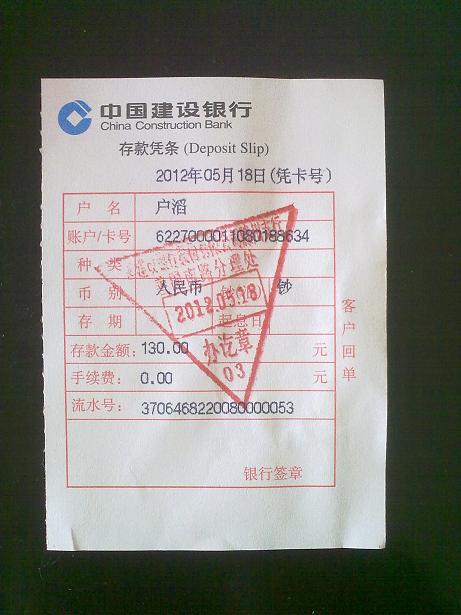 中国建设银行
China Construction Bank
存款凭条 (Deposit Slip)
2012年05月18日(凭卡号)
户 名 户滔
账户/卡号 6227000011080188634
种 类
分理处
币 别 人民币 钞
2012.05.18
存 期 起息日
办讫章
存款金额: 130.00 元
03
手续费: 0.00 元
流水号: 3706468220080000053
银行签章
客户回单